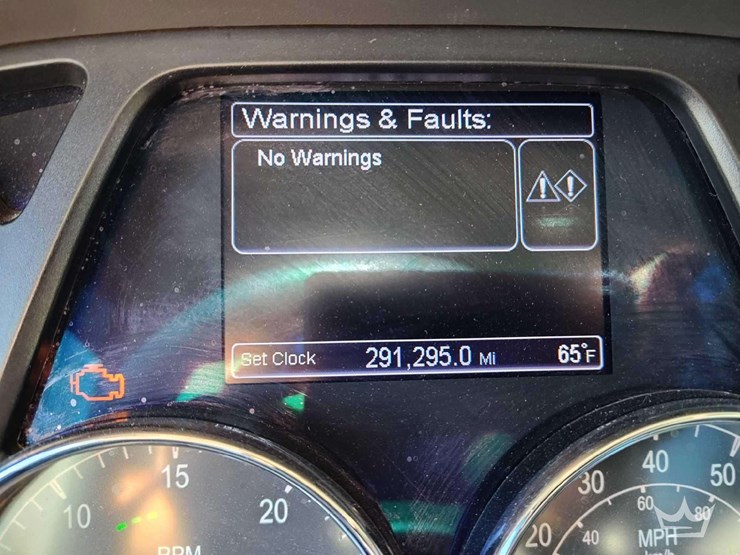 Warnings & Faults:
No Warnings
Set Clock 291,295.0 Mi 65°F
10 15 20
RPM
20 30 40 50
40 60 80
MPH